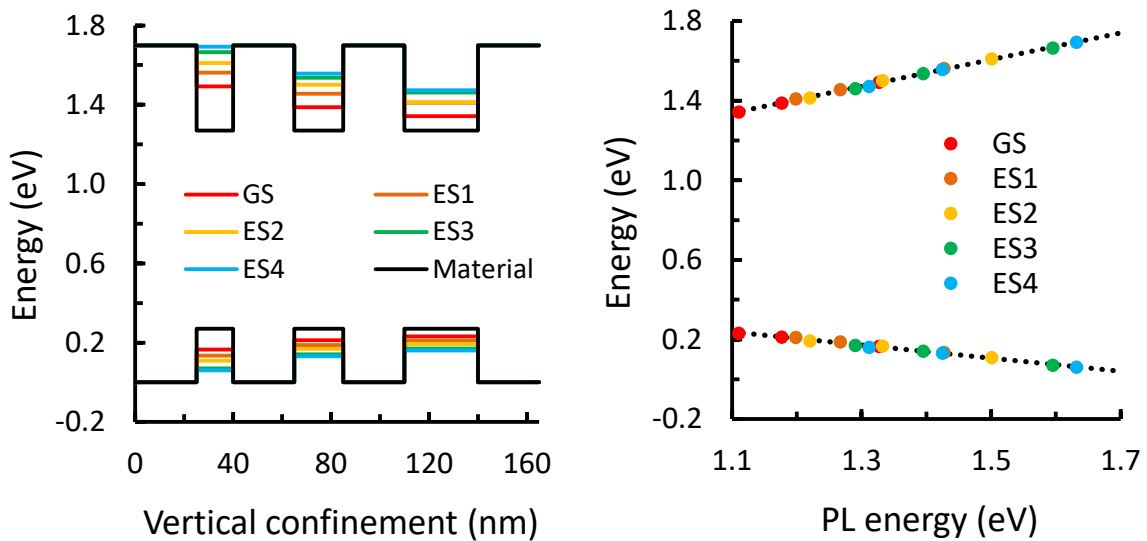 1.8
1.4
1.0
0.6
0.2
-0.2
Energy (eV)
GS
ES1
ES2
ES3
ES4
Material
0
40
80
120
160
Vertical confinement (nm)
1.8
1.4
1.0
0.6
0.2
-0.2
Energy (eV)
GS
ES1
ES2
ES3
ES4
1.1
1.3
1.5
1.7
PL energy (eV)